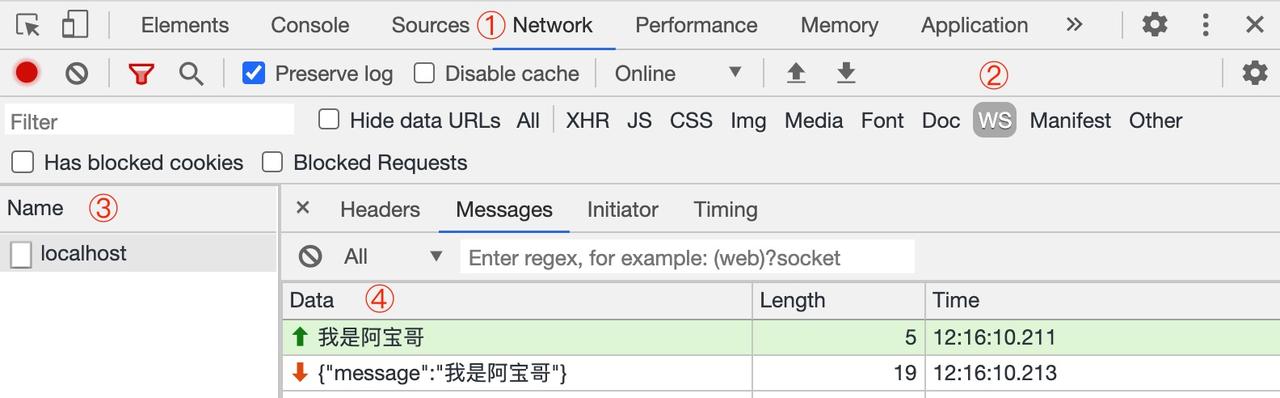 Elements Console Sources ① Network Performance Memory Application »
Preserve log Disable cache Online ②
Filter Hide data URLs All XHR JS CSS Img Media Font Doc WS Manifest Other
Has blocked cookies Blocked Requests
Name ③ × Headers Messages Initiator Timing
localhost All Enter regex, for example: (web)?socket
Data ④ Length Time
我是阿宝哥 5 12:16:10.211
{"message":"我是阿宝哥"} 19 12:16:10.213